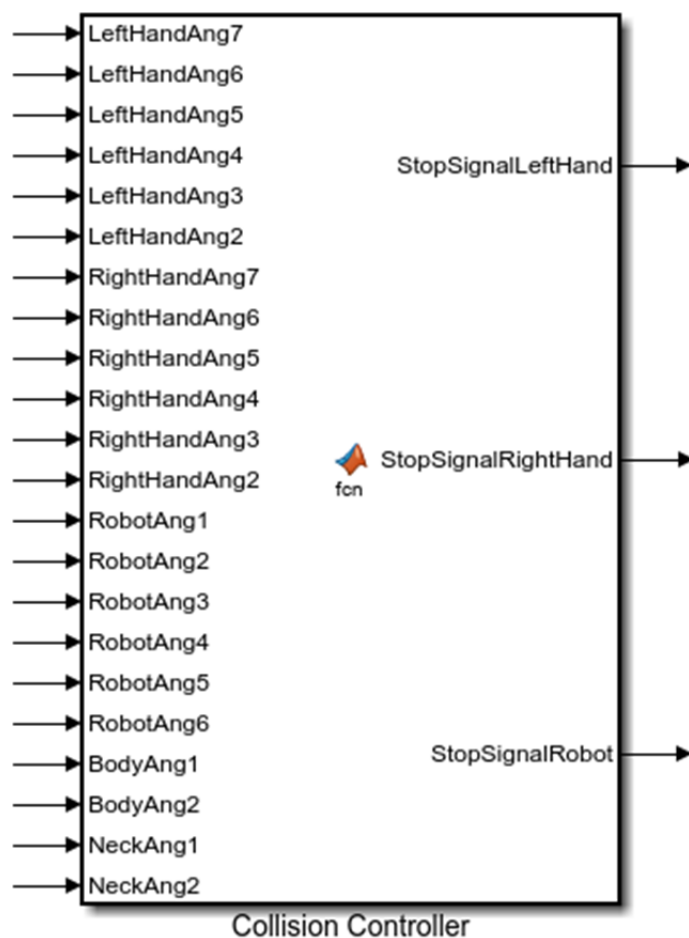 LeftHandAng7
LeftHandAng6
LeftHandAng5
LeftHandAng4
LeftHandAng3
LeftHandAng2
RightHandAng7
RightHandAng6
RightHandAng5
RightHandAng4
RightHandAng3
RightHandAng2
RobotAng1
RobotAng2
RobotAng3
RobotAng4
RobotAng5
RobotAng6
BodyAng1
BodyAng2
NeckAng1
NeckAng2
fcn
StopSignalLeftHand
StopSignalRightHand
StopSignalRobot
Collision Controller